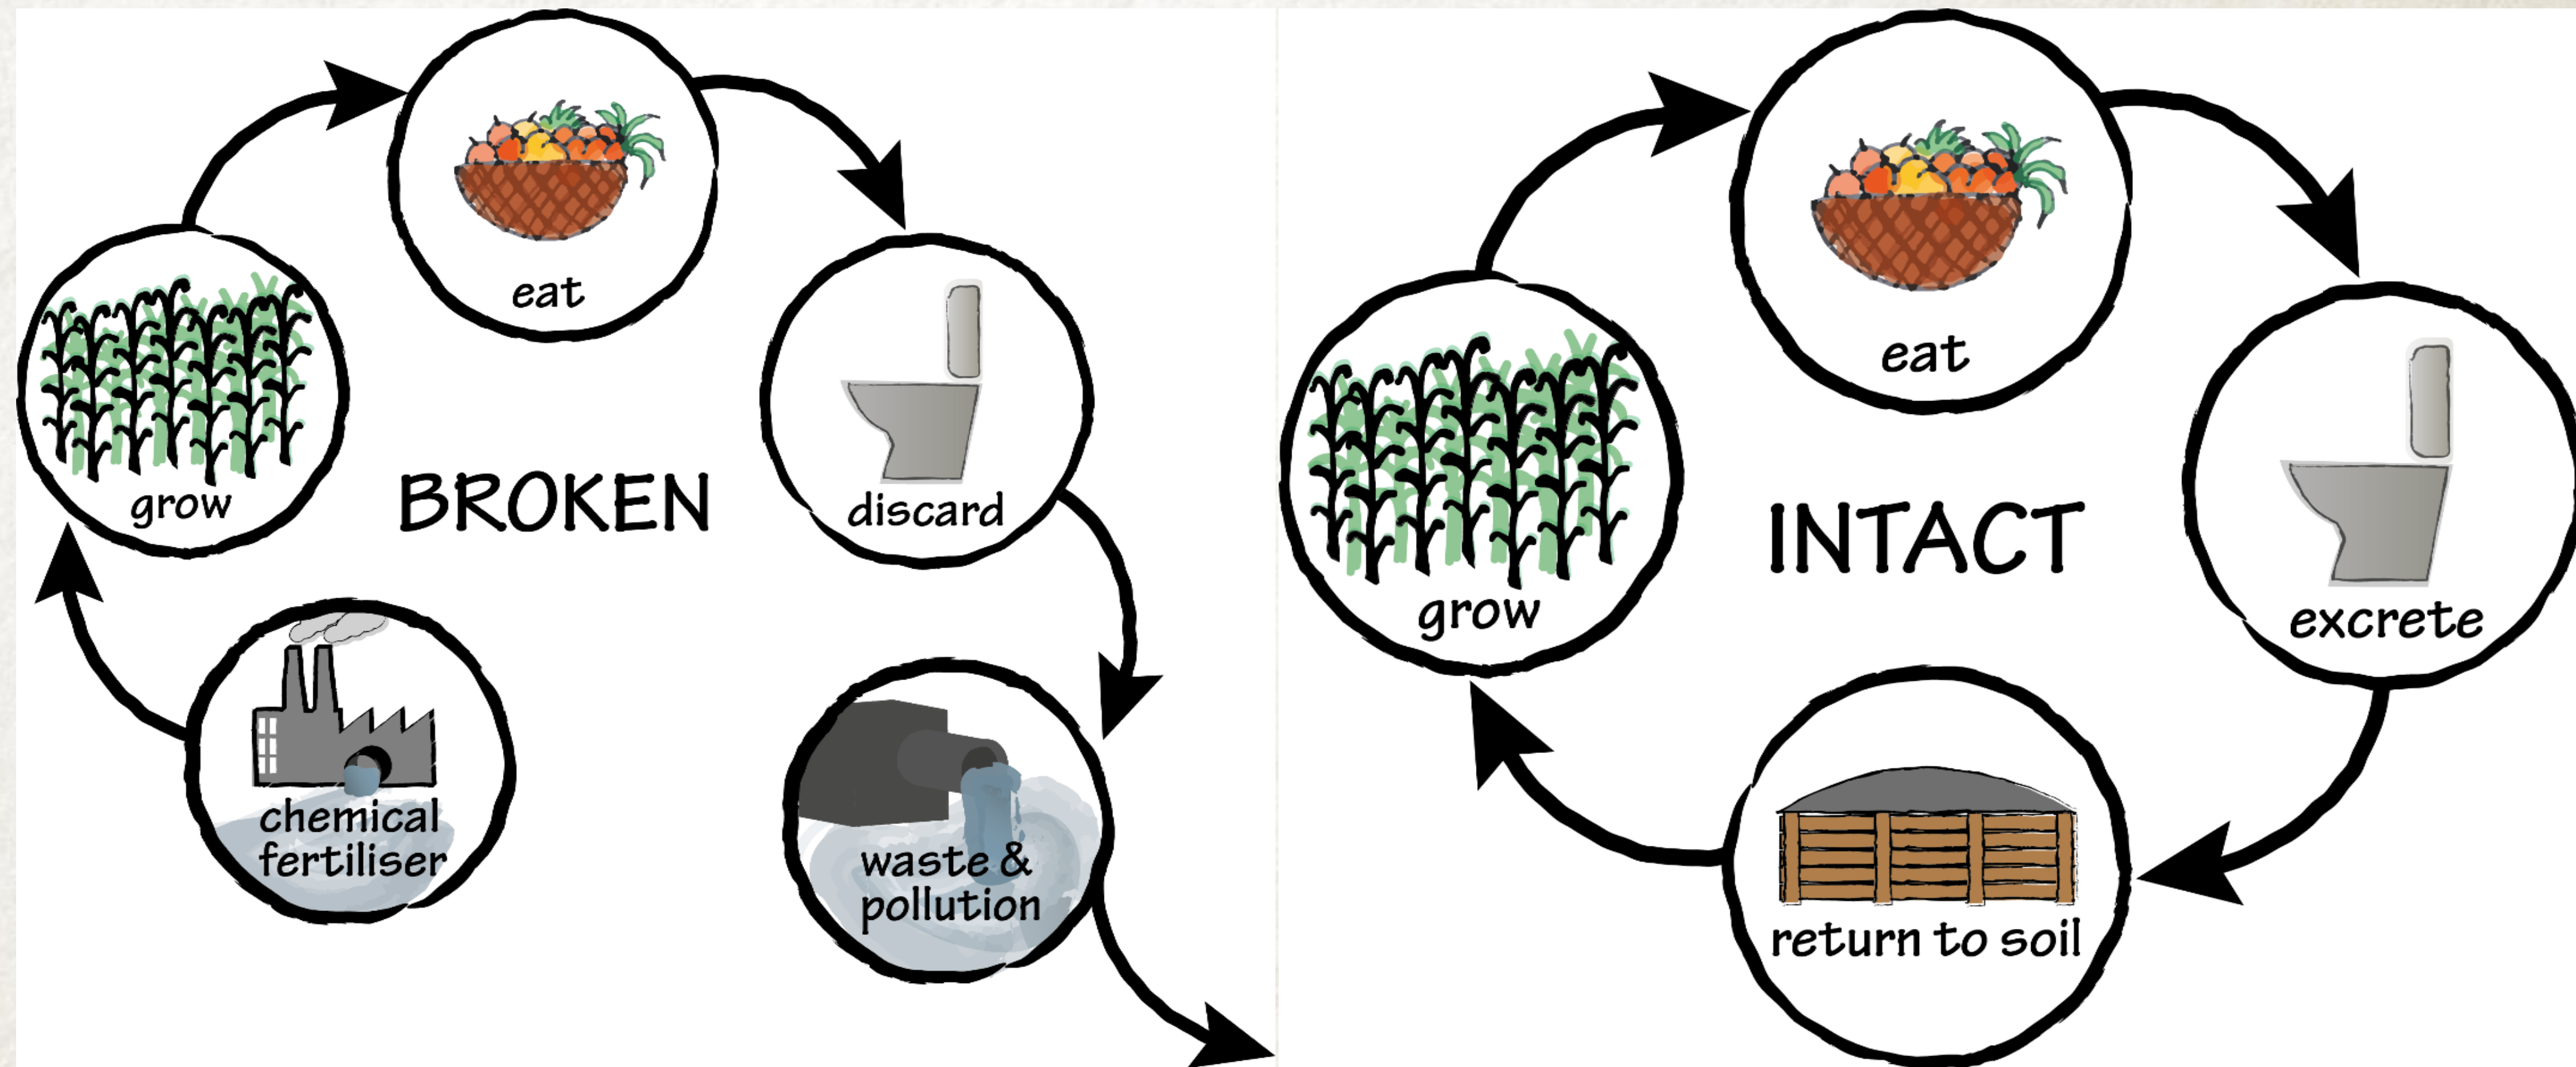 eat
grow
BROKEN
discard
chemical
fertiliser
waste &
pollution
eat
grow
INTACT
excrete
return to soil